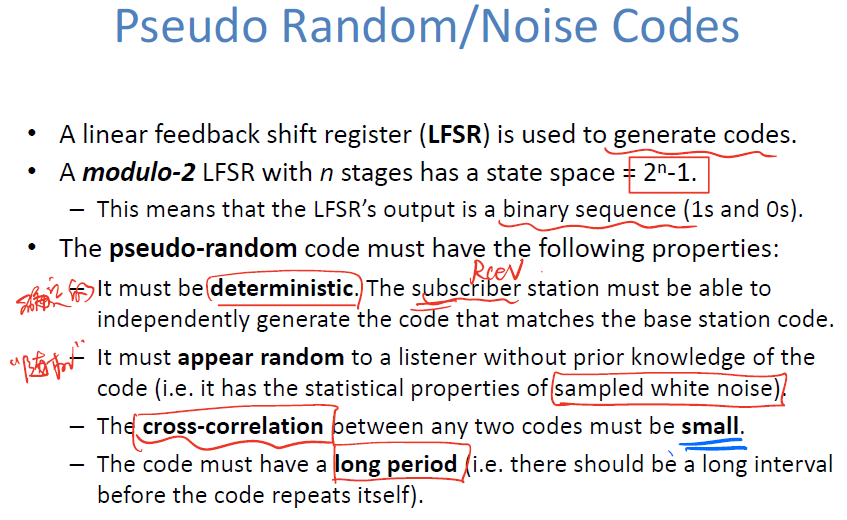 Pseudo Random/Noise Codes
• A linear feedback shift register (LFSR) is used to generate codes.
• A modulo-2 LFSR with n stages has a state space = 2ⁿ-1.
– This means that the LFSR's output is a binary sequence (1s and 0s).
• The pseudo-random code must have the following properties:
Rcev
– It must be deterministic. The subscriber station must be able to
independently generate the code that matches the base station code.
"随机"
– It must appear random to a listener without prior knowledge of the
code (i.e. it has the statistical properties of sampled white noise).
– The cross-correlation between any two codes must be small.
– The code must have a long period (i.e. there should be a long interval
before the code repeats itself).